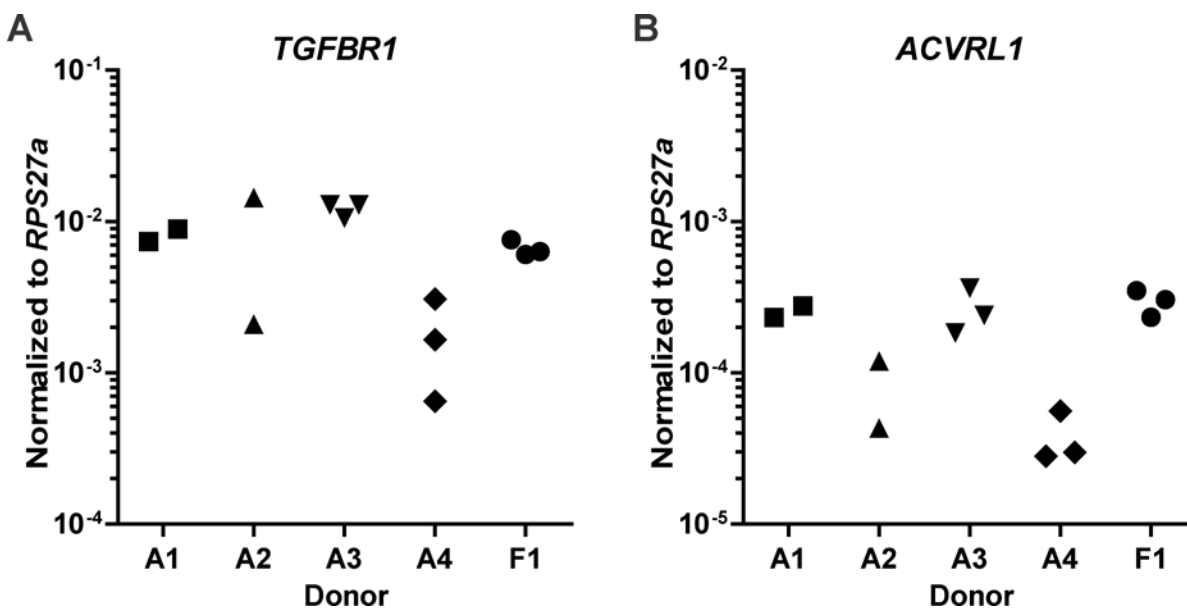 A
TGFBR1
Normalized to RPS27a
10-1
10-2
10-3
10-4
A1 A2 A3 A4 F1
Donor
B
ACVRL1
Normalized to RPS27a
10-2
10-3
10-4
10-5
A1 A2 A3 A4 F1
Donor